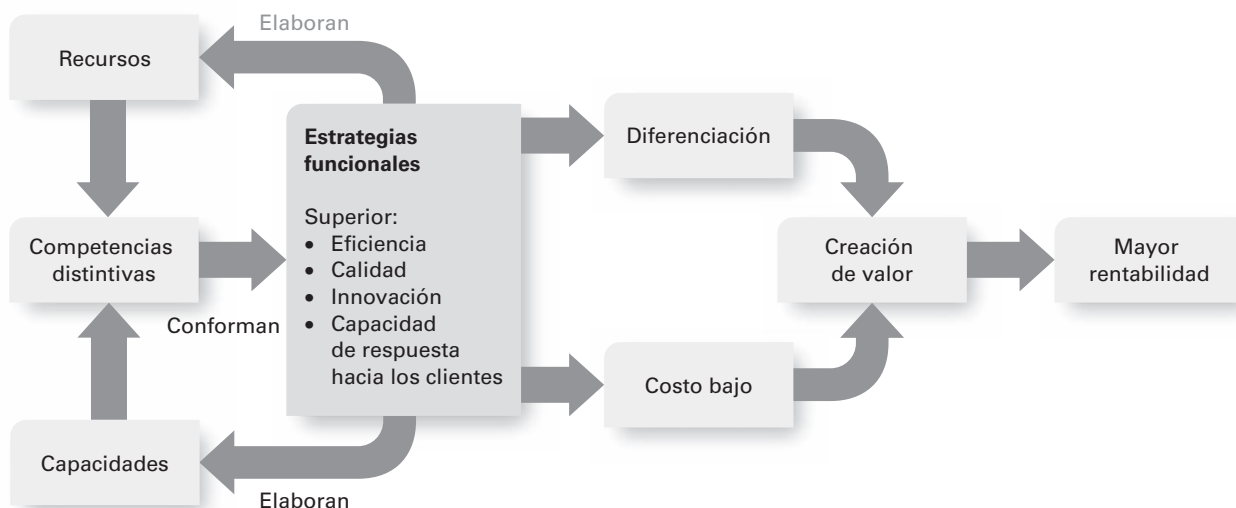 Elaboran
Recursos
Estrategias
funcionales
Superior:
• Eficiencia
• Calidad
• Innovación
• Capacidad
de respuesta
hacia los clientes
Diferenciación
Competencias
distintivas
Conforman
Creación
de valor
Mayor
rentabilidad
Costo bajo
Capacidades
Elaboran